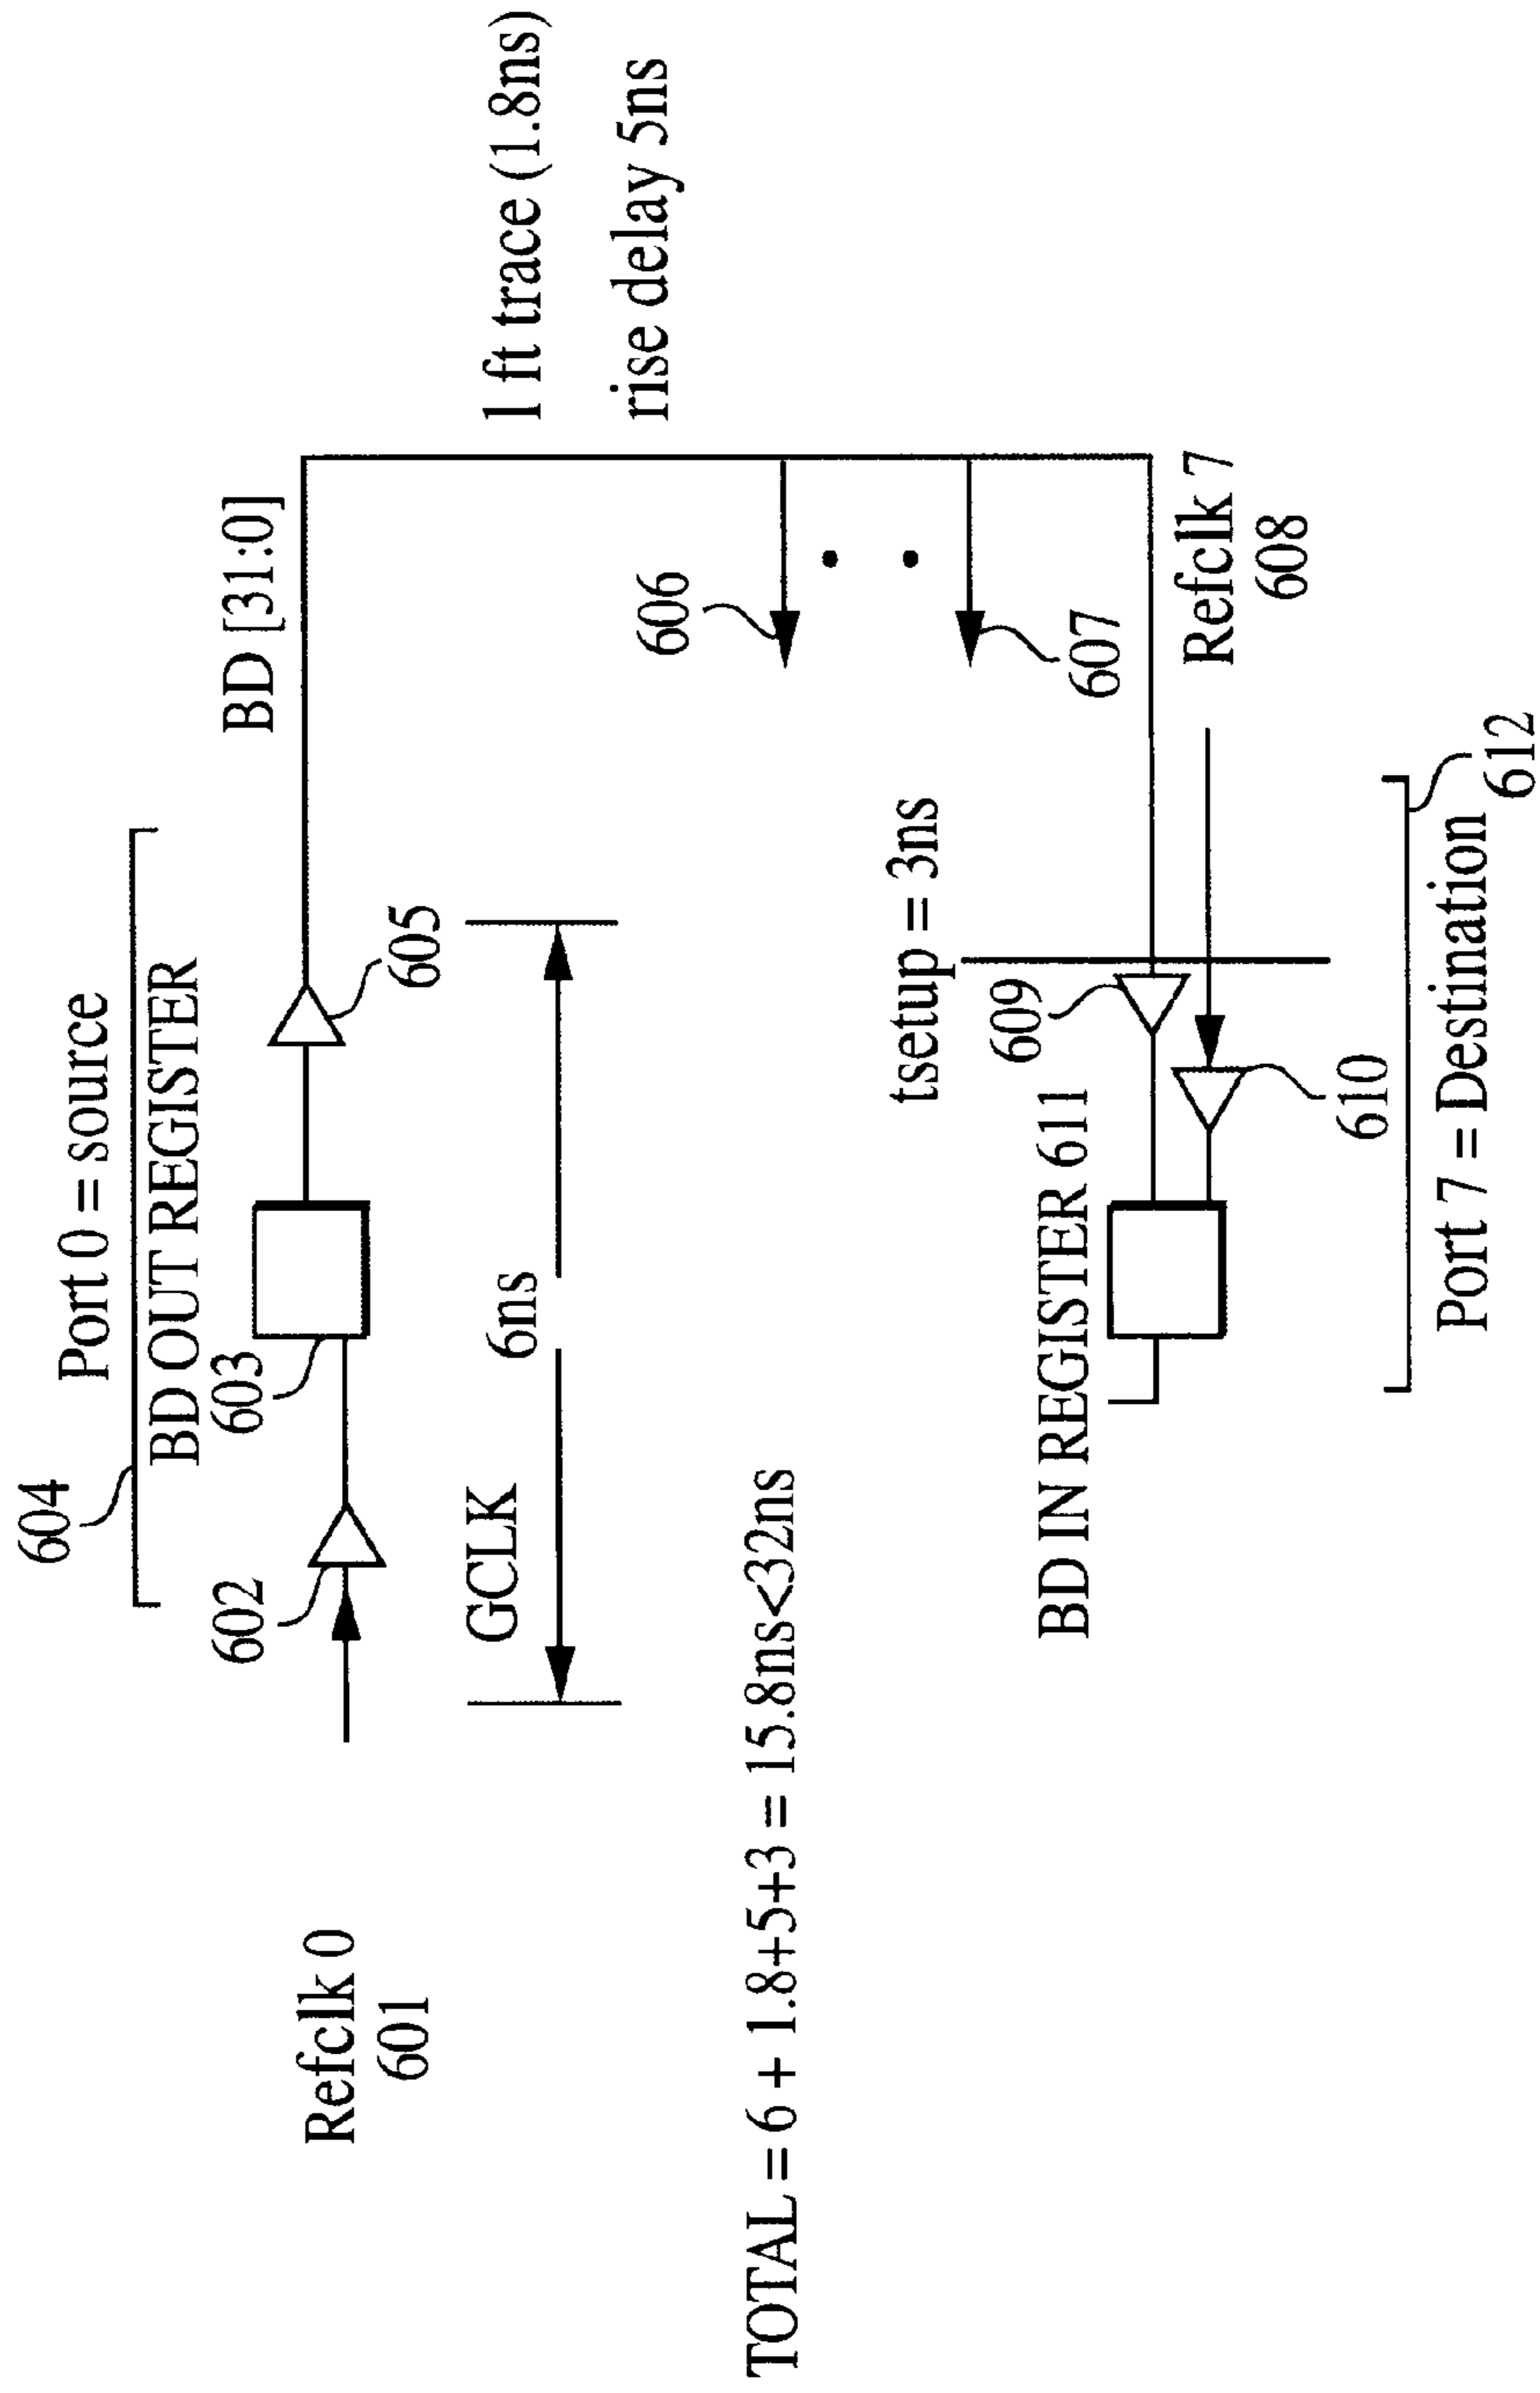 604
Port 0 = source
BD OUT REGISTER
602
603
605
BD [31:0]
Refclk 0
601
GCLK
6ns
1 ft trace (1.8ns)
rise delay 5ns
606
607
TOTAL = 6 + 1.8+5+3 = 15.8ns<32ns
tsetup = 3ns
609
BD IN REGISTER 611
Refclk 7
608
610
Port 7 = Destination
612